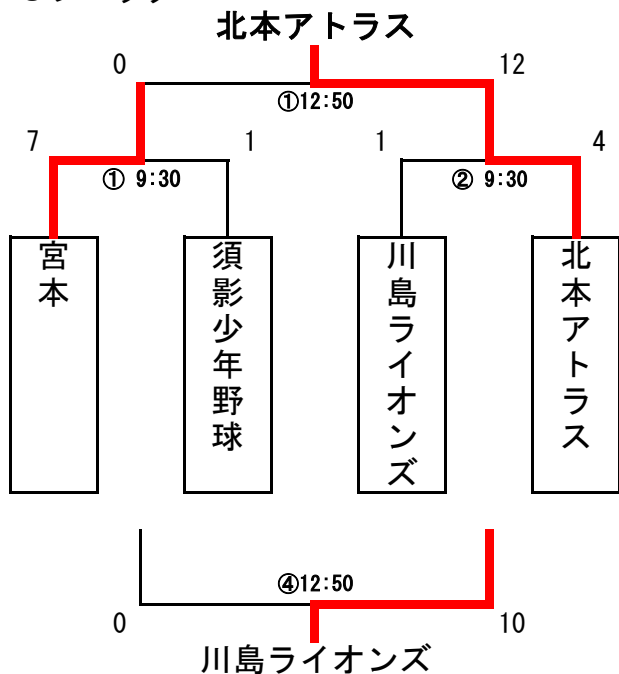 北本アトラス
0 12
①12:50
7 1 1 4
① 9:30 ② 9:30
宮本
須影少年野球
川島ライオンズ
北本アトラス
④12:50
0 10
川島ライオンズ